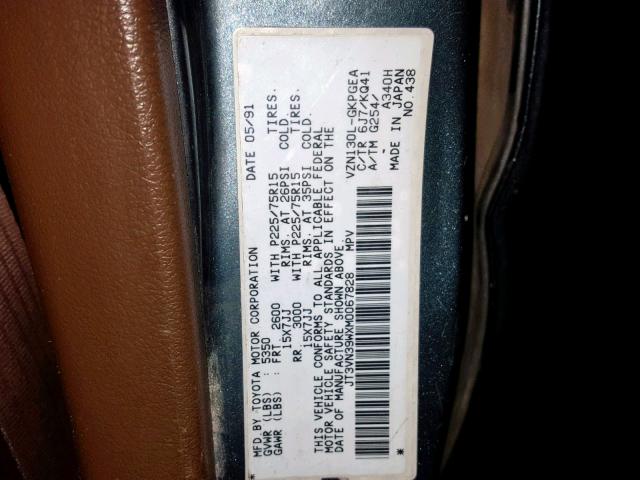 MFD BY TOYOTA MOTOR CORPORATION DATE 05/91
GVWR (LBS) : 5350
GAWR (LBS) : FRT. 2600 WITH P225/75R15 TIRES.
15X7JJ RIMS. AT 26PSI COLD.
RR. 3000 WITH P225/75R15 TIRES.
15X7JJ RIMS. AT 35PSI COLD.
THIS VEHICLE CONFORMS TO ALL APPLICABLE FEDERAL
MOTOR VEHICLE SAFETY STANDARDS IN EFFECT ON THE
DATE OF MANUFACTURE SHOWN ABOVE.
JT3VN39WXM0067828 MPV
VZN130L-GKPGEA
C/TR 6J7/KQ41
A/TM G254/
A340H
* MADE IN JAPAN *
NO.438